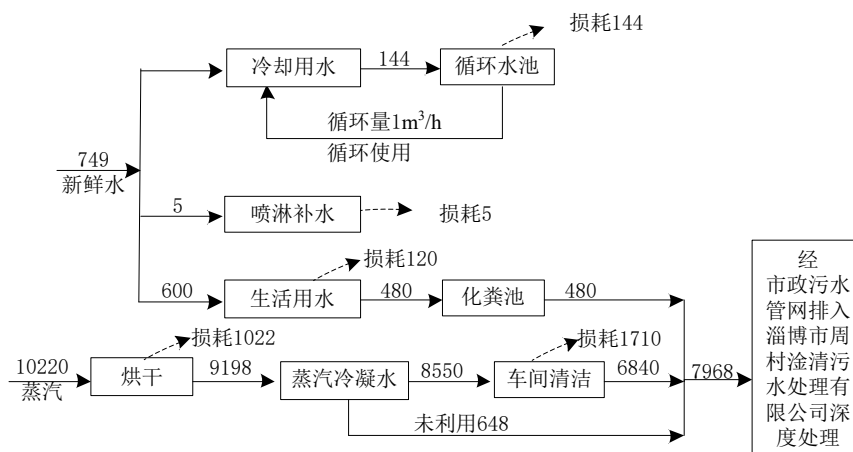 损耗144
冷却用水
144
循环水池
循环量1m³/h
循环使用
749
新鲜水
5
喷淋补水
损耗5
损耗120
600
生活用水
480
化粪池
480
损耗1022
损耗1710
10220
蒸汽
烘干
9198
蒸汽冷凝水
8550
车间清洁
6840
7968
未利用648
经
市政污水
管网排入
淄博市周
村淦清污
水处理有
限公司深
度处理